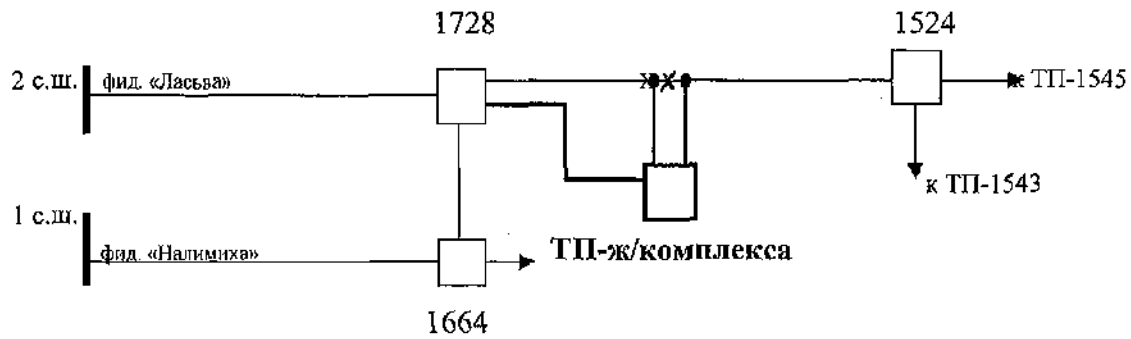 1728
1524
2 с.ш.
фид. «Ласьва»
к ТП-1545
к ТП-1543
1 с.ш.
фид. «Налимиха»
ТП-ж/комплекса
1664